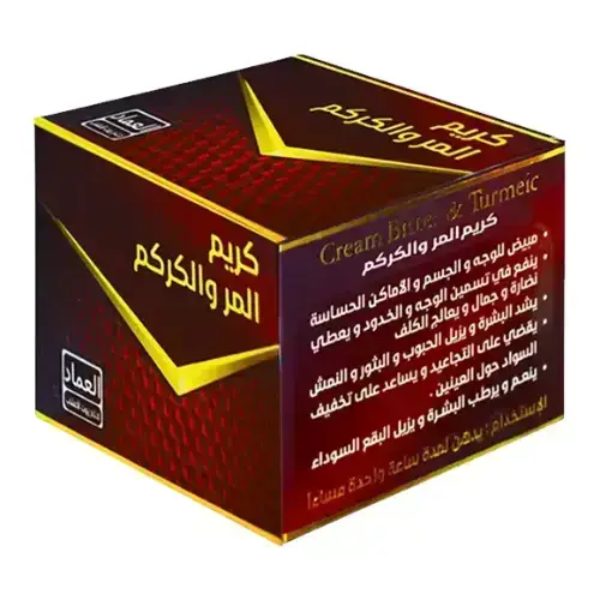 كريم
المر والكركم
العماد
كريم
المر والكركم
العماد
Cream Bitter & Turmeic
كريم المر والكركم
• مبيض للوجه و الجسم و الأماكن الحساسة
• ينفع في تسمين الوجه و الخدود و يعطي
نضارة و جمال و يعالج الكلف
• يشد البشرة و يزيل الحبوب و البثور و النمش
• يقضي على التجاعيد و يساعد على تخفيف
السواد حول العينين .
• ينعم و يرطب البشرة و يزيل البقع السوداء
الإستخدام : يدهن لمدة ساعة واحدة مساءا